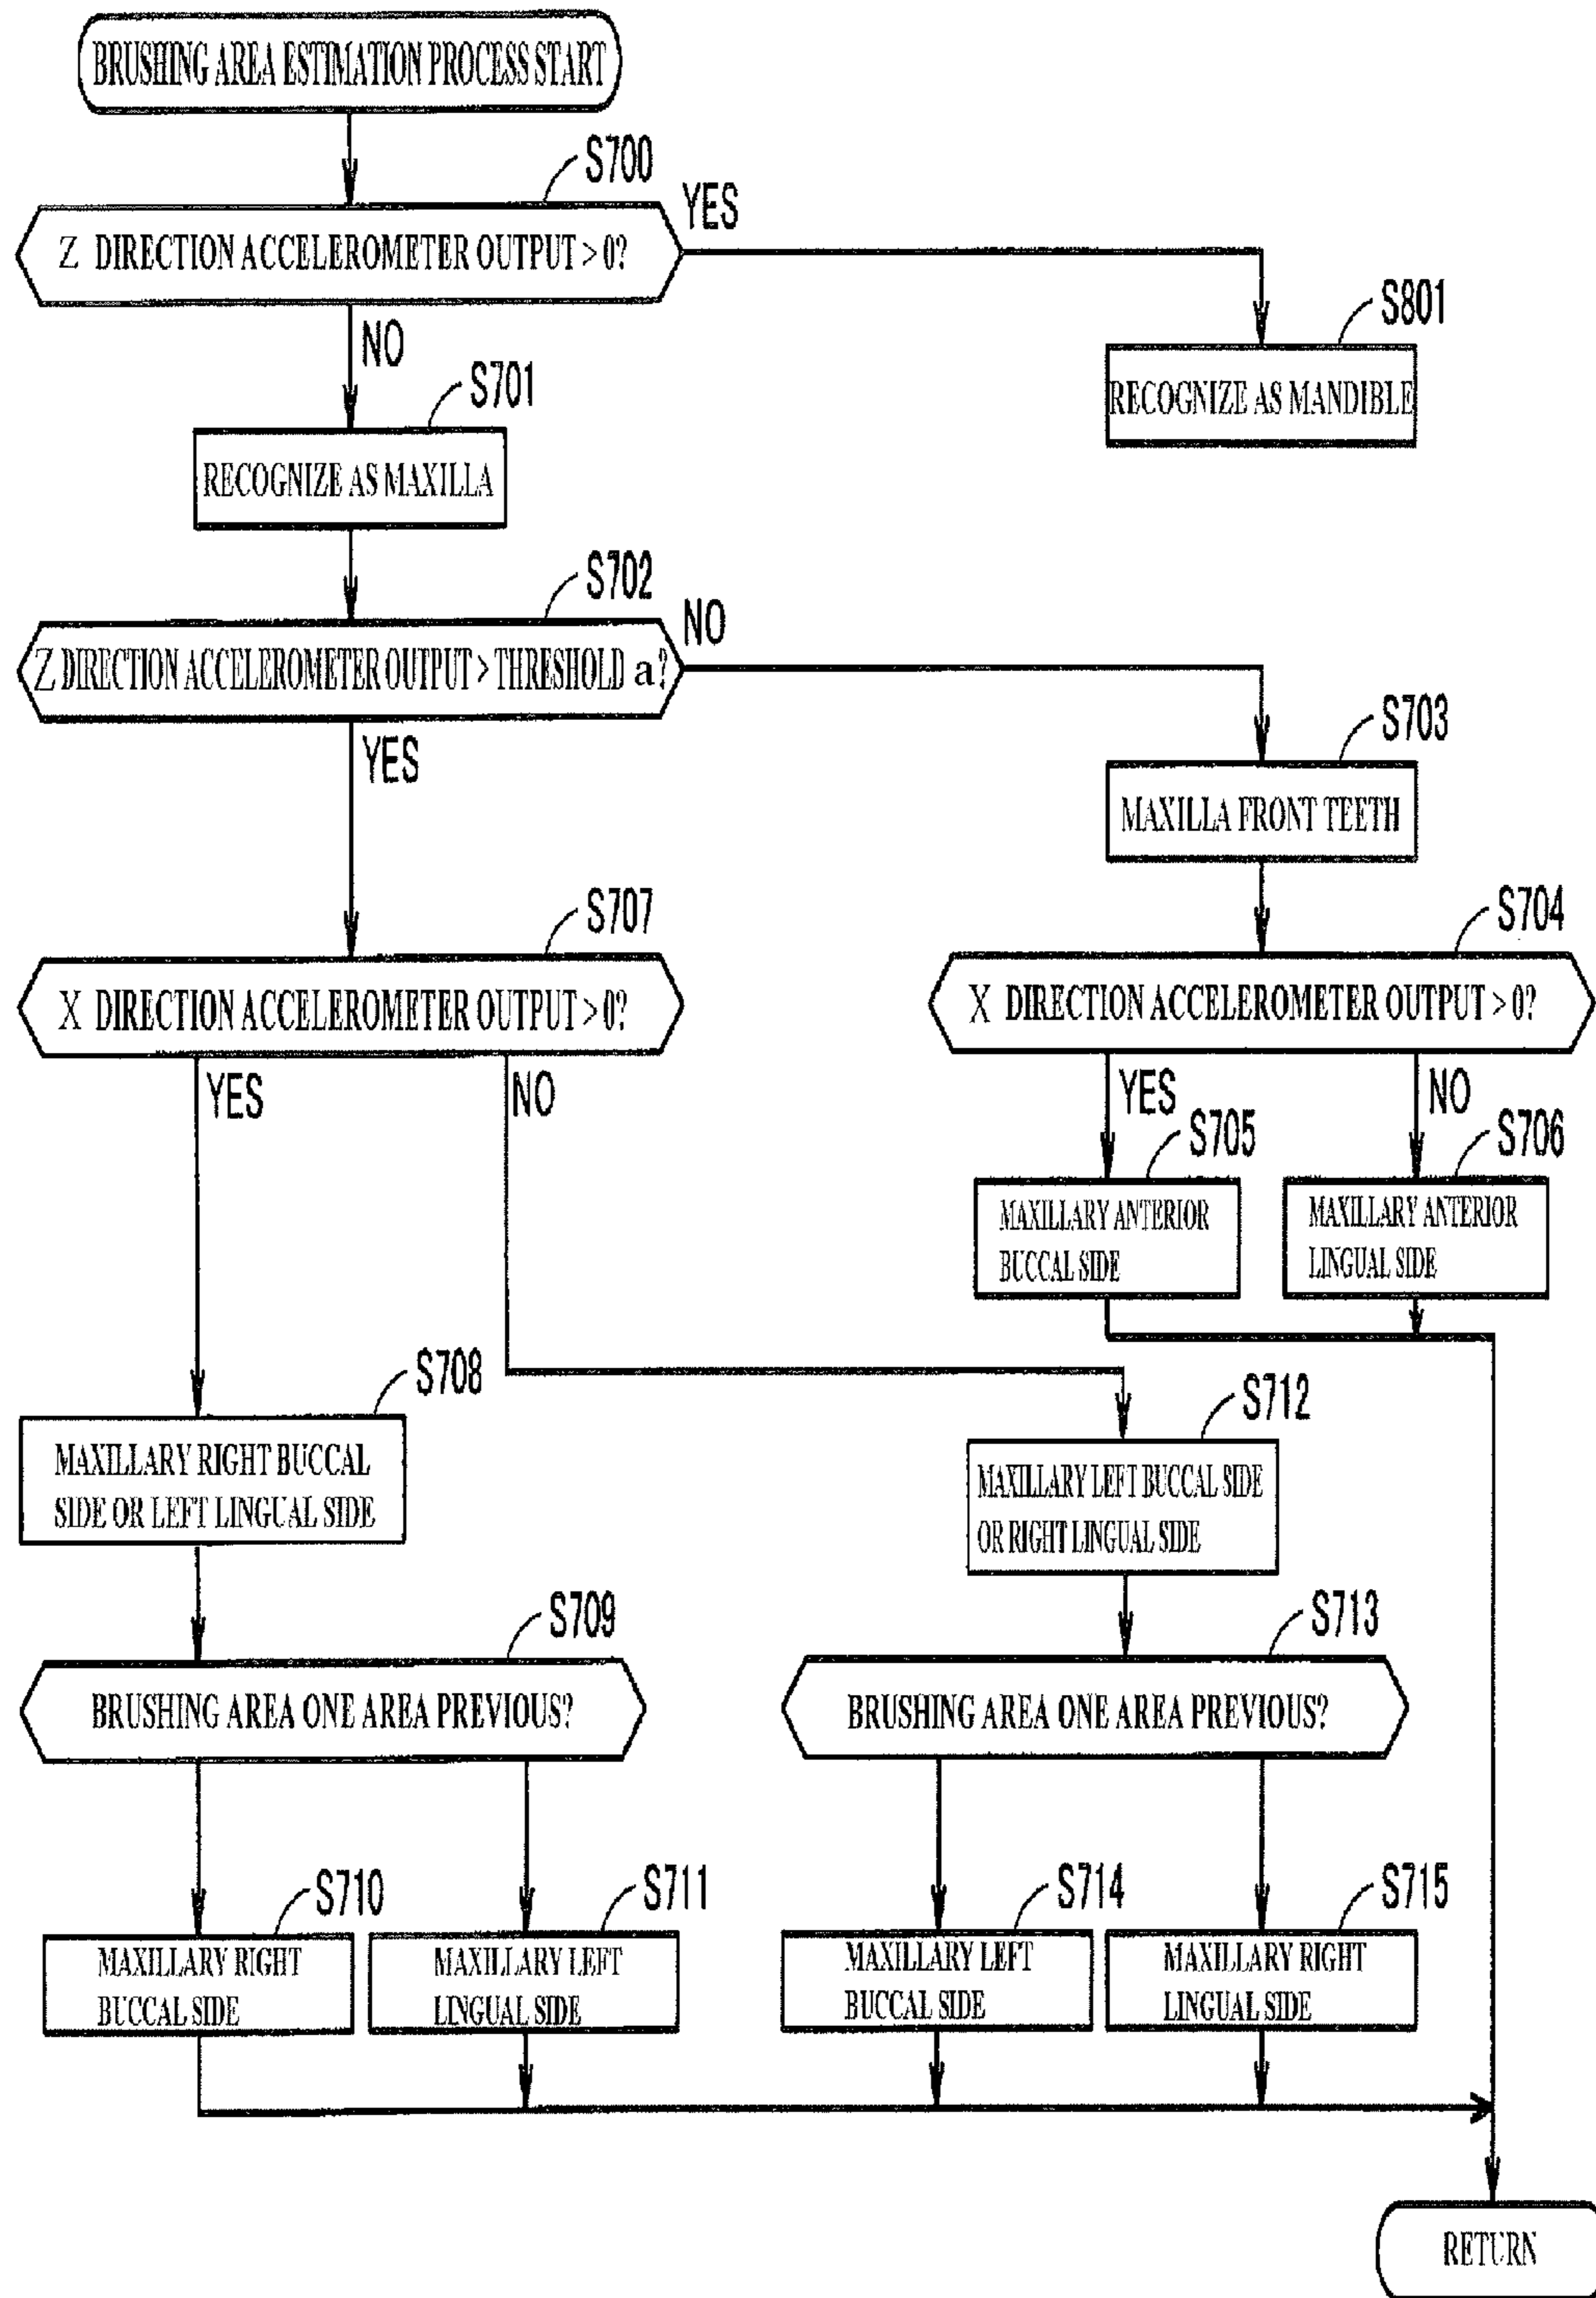 BRUSHING AREA ESTIMATION PROCESS START
S700
YES
Z DIRECTION ACCELEROMETER OUTPUT > 0?
NO
S801
RECOGNIZE AS MANDIBLE
S701
RECOGNIZE AS MAXILLA
S702
NO
Z DIRECTION ACCELEROMETER OUTPUT > THRESHOLD a?
YES
S703
MAXILLA FRONT TEETH
S707
X DIRECTION ACCELEROMETER OUTPUT > 0?
YES
NO
S704
X DIRECTION ACCELEROMETER OUTPUT > 0?
YES
NO
S705
MAXILLARY ANTERIOR
BUCCAL SIDE
S706
MAXILLARY ANTERIOR
LINGUAL SIDE
S708
MAXILLARY RIGHT BUCCAL
SIDE OR LEFT LINGUAL SIDE
S712
MAXILLARY LEFT BUCCAL SIDE
OR RIGHT LINGUAL SIDE
S709
BRUSHING AREA ONE AREA PREVIOUS?
S713
BRUSHING AREA ONE AREA PREVIOUS?
S710
MAXILLARY RIGHT
BUCCAL SIDE
S711
MAXILLARY LEFT
LINGUAL SIDE
S714
MAXILLARY LEFT
BUCCAL SIDE
S715
MAXILLARY RIGHT
LINGUAL SIDE
RETURN